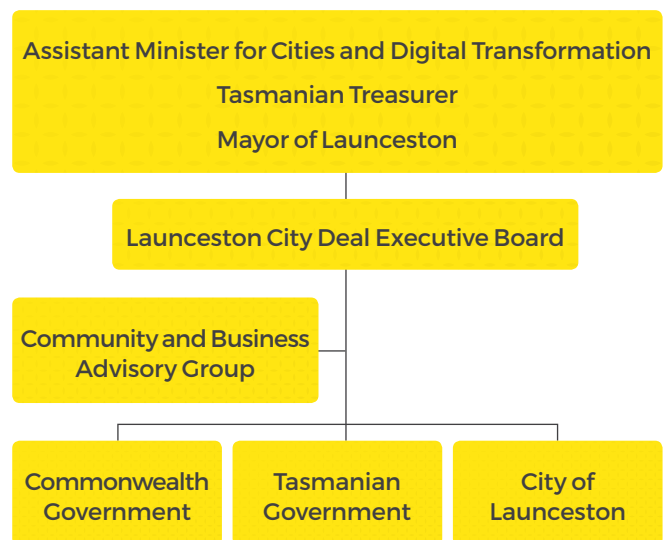 Assistant Minister for Cities and Digital Transformation
Tasmanian Treasurer
Mayor of Launceston
Launceston City Deal Executive Board
Community and Business
Advisory Group
Commonwealth
Government
Tasmanian
Government
City of
Launceston